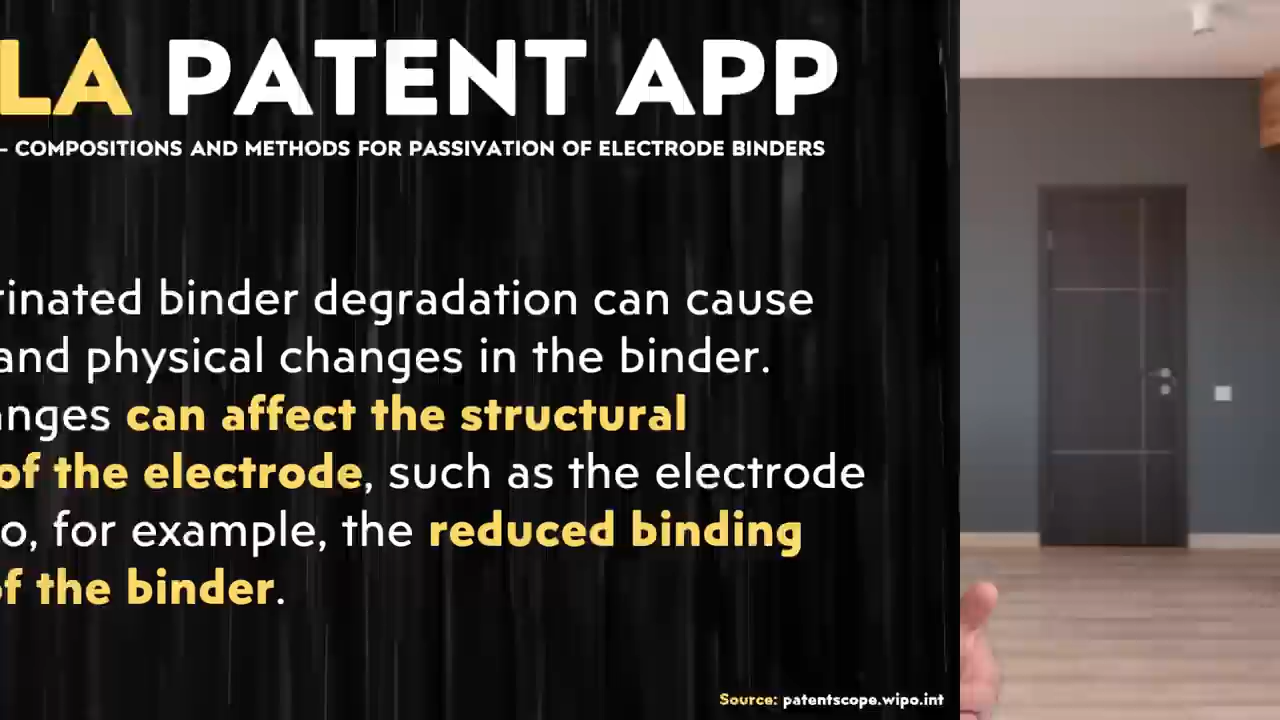 LA PATENT APP
– COMPOSITIONS AND METHODS FOR PASSIVATION OF ELECTRODE BINDERS
rinated binder degradation can cause
and physical changes in the binder.
anges can affect the structural
of the electrode, such as the electrode
o, for example, the reduced binding
of the binder.
Source: patentscope.wipo.int